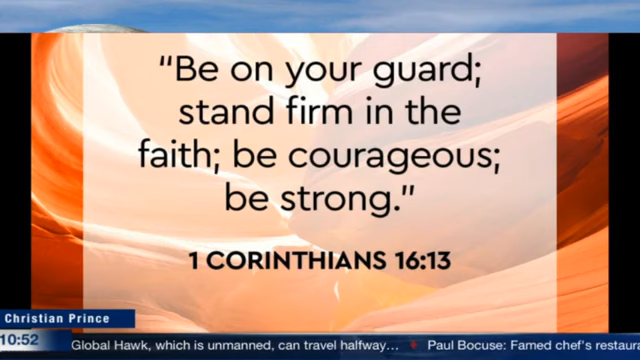 “Be on your guard;
stand firm in the
faith; be courageous;
be strong.”
1 CORINTHIANS 16:13
Christian Prince
10:52
Global Hawk, which is unmanned, can travel halfway... Paul Bocuse: Famed chef's restaura